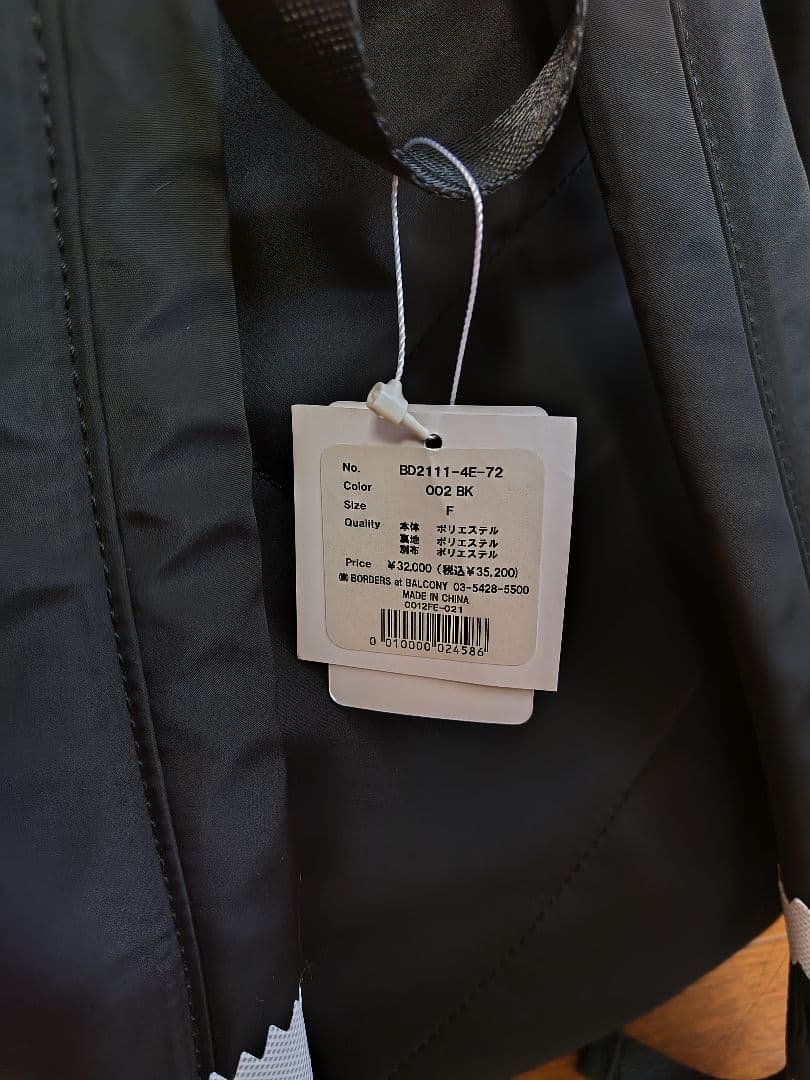 No. BD2111-4E-72
Color 002 BK
Size F
Quality 本体 ポリエステル
裏地 ポリエステル
別布 ポリエステル
Price ¥32,000 (税込¥35,200)
㈱ BORDERS at BALCONY 03-5428-5500
MADE IN CHINA
0012FE-021
0 010000 024586